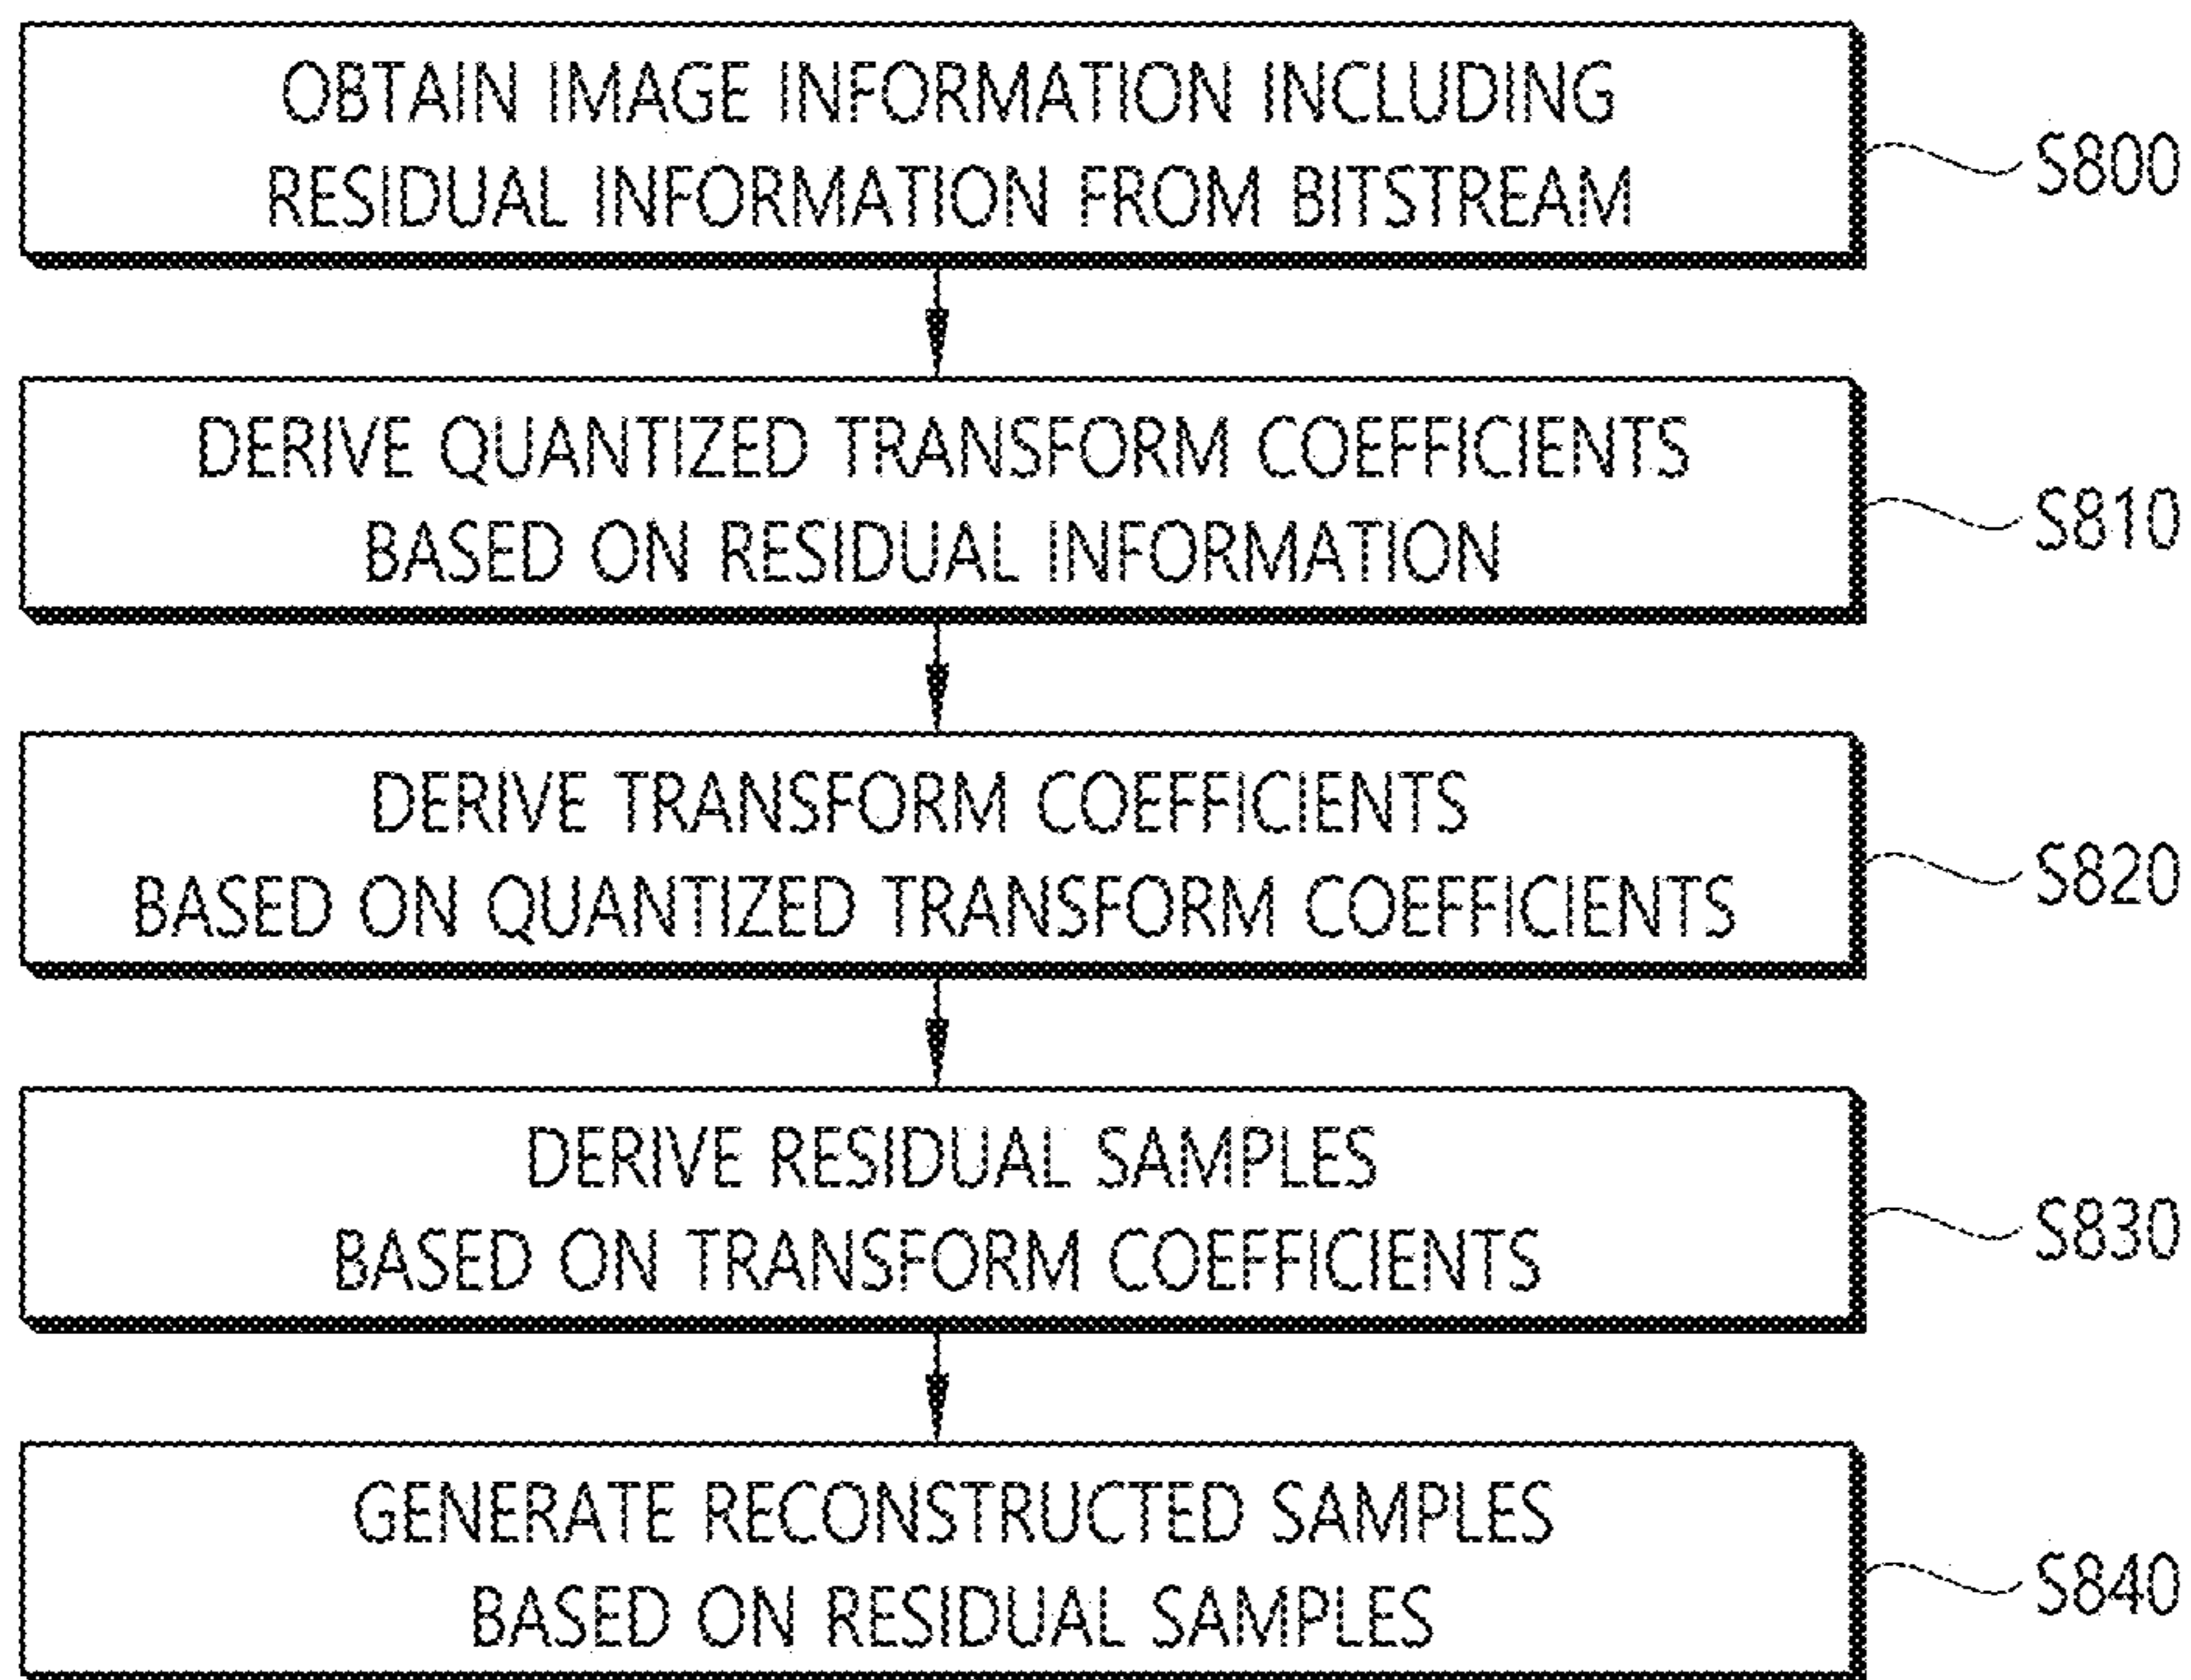 OBTAIN IMAGE INFORMATION INCLUDING
RESIDUAL INFORMATION FROM BITSTREAM
S800
DERIVE QUANTIZED TRANSFORM COEFFICIENTS
BASED ON RESIDUAL INFORMATION
S810
DERIVE TRANSFORM COEFFICIENTS
BASED ON QUANTIZED TRANSFORM COEFFICIENTS
S820
DERIVE RESIDUAL SAMPLES
BASED ON TRANSFORM COEFFICIENTS
S830
GENERATE RECONSTRUCTED SAMPLES
BASED ON RESIDUAL SAMPLES
S840